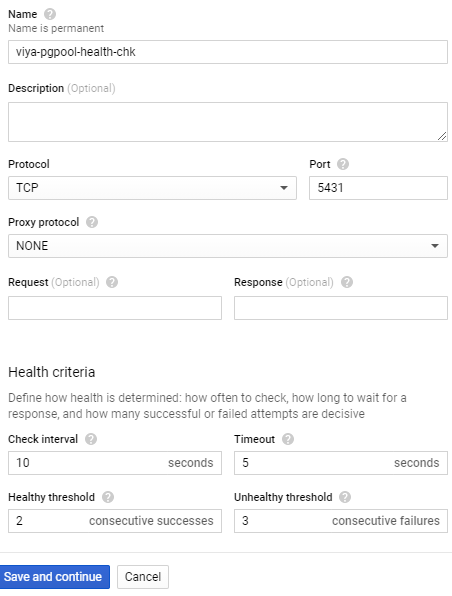 Name ?
Name is permanent
viya-pgpool-health-chk
Description (Optional)
Protocol Port ?
TCP 5431
Proxy protocol ?
NONE
Request (Optional) ? Response (Optional) ?
Health criteria
Define how health is determined: how often to check, how long to wait for a
response, and how many successful or failed attempts are decisive
Check interval ? Timeout ?
10 seconds 5 seconds
Healthy threshold ? Unhealthy threshold ?
2 consecutive successes 3 consecutive failures
Save and continue Cancel